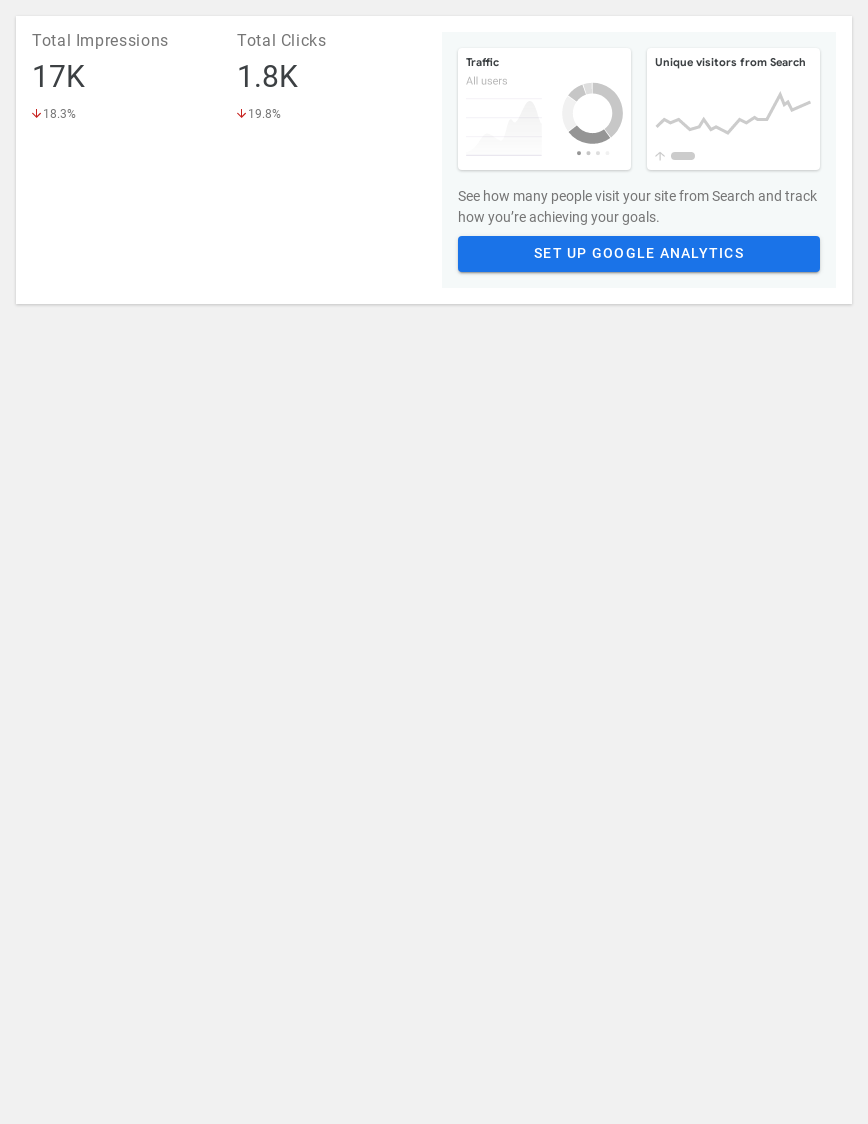 Total Impressions
17K
18.3%
Total Clicks
1.8K
19.8%
Traffic
All users
Unique visitors from Search
See how many people visit your site from Search and track
how you’re achieving your goals.
SET UP GOOGLE ANALYTICS